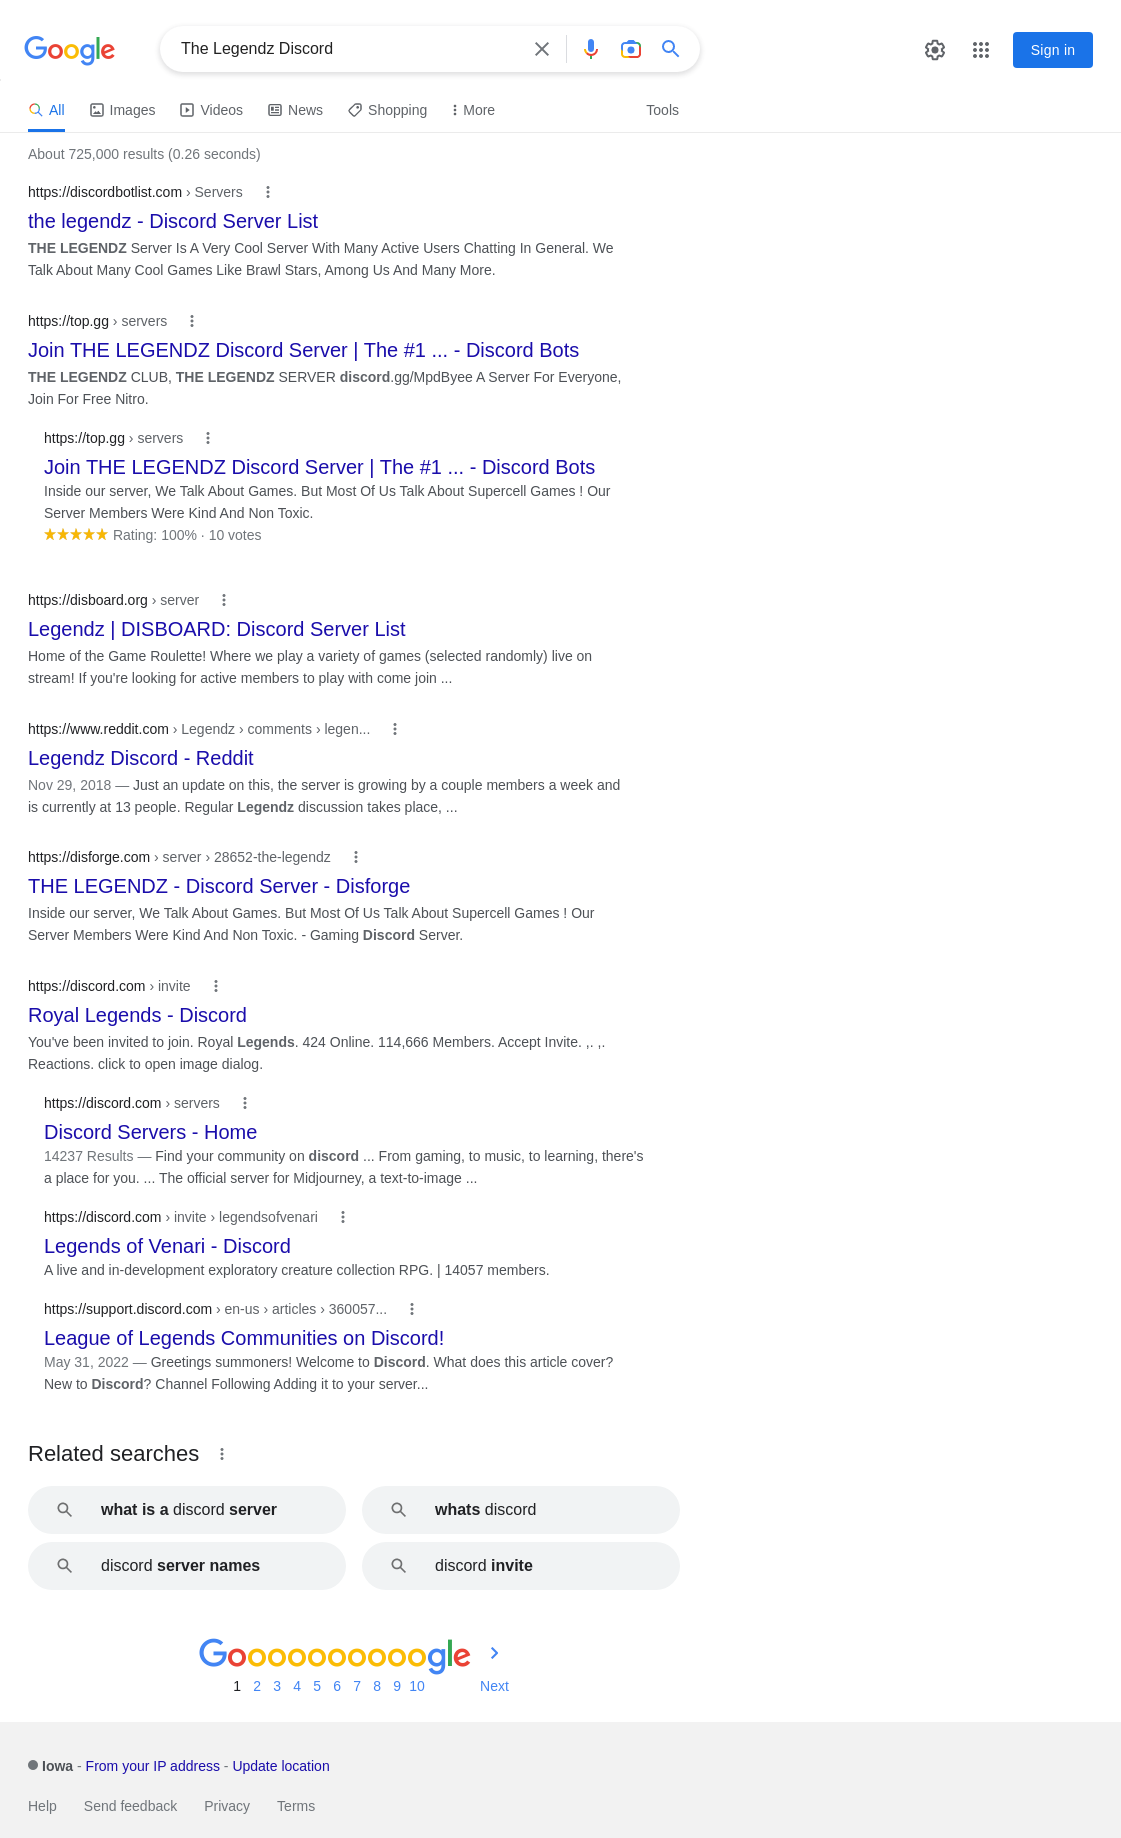 Google
The Legendz Discord
Sign in
All Images Videos News Shopping More Tools
About 725,000 results (0.26 seconds)
https://discordbotlist.com › Servers
the legendz - Discord Server List
THE LEGENDZ Server Is A Very Cool Server With Many Active Users Chatting In General. We
Talk About Many Cool Games Like Brawl Stars, Among Us And Many More.
https://top.gg › servers
Join THE LEGENDZ Discord Server | The #1 ... - Discord Bots
THE LEGENDZ CLUB, THE LEGENDZ SERVER discord.gg/MpdByee A Server For Everyone,
Join For Free Nitro.
https://top.gg › servers
Join THE LEGENDZ Discord Server | The #1 ... - Discord Bots
Inside our server, We Talk About Games. But Most Of Us Talk About Supercell Games ! Our
Server Members Were Kind And Non Toxic.
Rating: 100% · 10 votes
https://disboard.org › server
Legendz | DISBOARD: Discord Server List
Home of the Game Roulette! Where we play a variety of games (selected randomly) live on
stream! If you're looking for active members to play with come join ...
https://www.reddit.com › Legendz › comments › legen...
Legendz Discord - Reddit
Nov 29, 2018 — Just an update on this, the server is growing by a couple members a week and
is currently at 13 people. Regular Legendz discussion takes place, ...
https://disforge.com › server › 28652-the-legendz
THE LEGENDZ - Discord Server - Disforge
Inside our server, We Talk About Games. But Most Of Us Talk About Supercell Games ! Our
Server Members Were Kind And Non Toxic. - Gaming Discord Server.
https://discord.com › invite
Royal Legends - Discord
You've been invited to join. Royal Legends. 424 Online. 114,666 Members. Accept Invite. ,. ,.
Reactions. click to open image dialog.
https://discord.com › servers
Discord Servers - Home
14237 Results — Find your community on discord ... From gaming, to music, to learning, there's
a place for you. ... The official server for Midjourney, a text-to-image ...
https://discord.com › invite › legendsofvenari
Legends of Venari - Discord
A live and in-development exploratory creature collection RPG. | 14057 members.
https://support.discord.com › en-us › articles › 360057...
League of Legends Communities on Discord!
May 31, 2022 — Greetings summoners! Welcome to Discord. What does this article cover?
New to Discord? Channel Following Adding it to your server...
Related searches
what is a discord server
whats discord
discord server names
discord invite
Goooooooooogle
1 2 3 4 5 6 7 8 9 10 Next
Iowa - From your IP address - Update location
Help Send feedback Privacy Terms